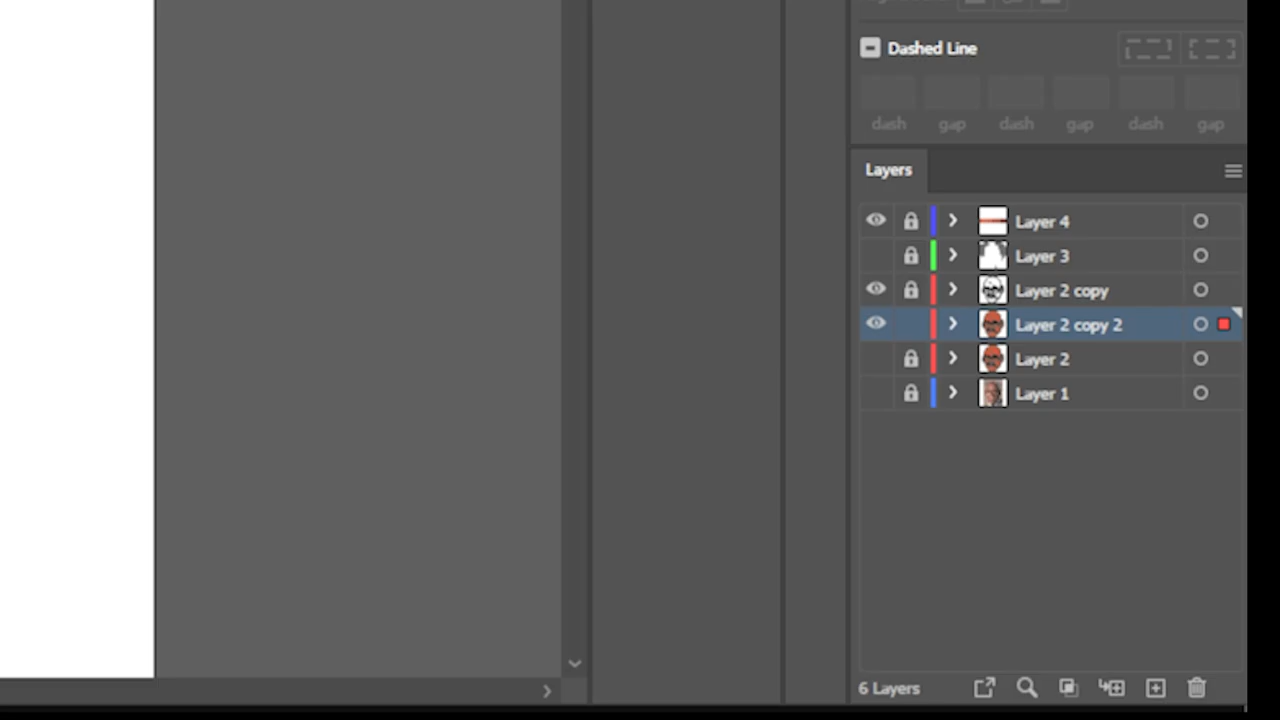 Dashed Line
dash gap dash gap dash gap
Layers
Layer 4
Layer 3
Layer 2 copy
Layer 2 copy 2
Layer 2
Layer 1
6 Layers